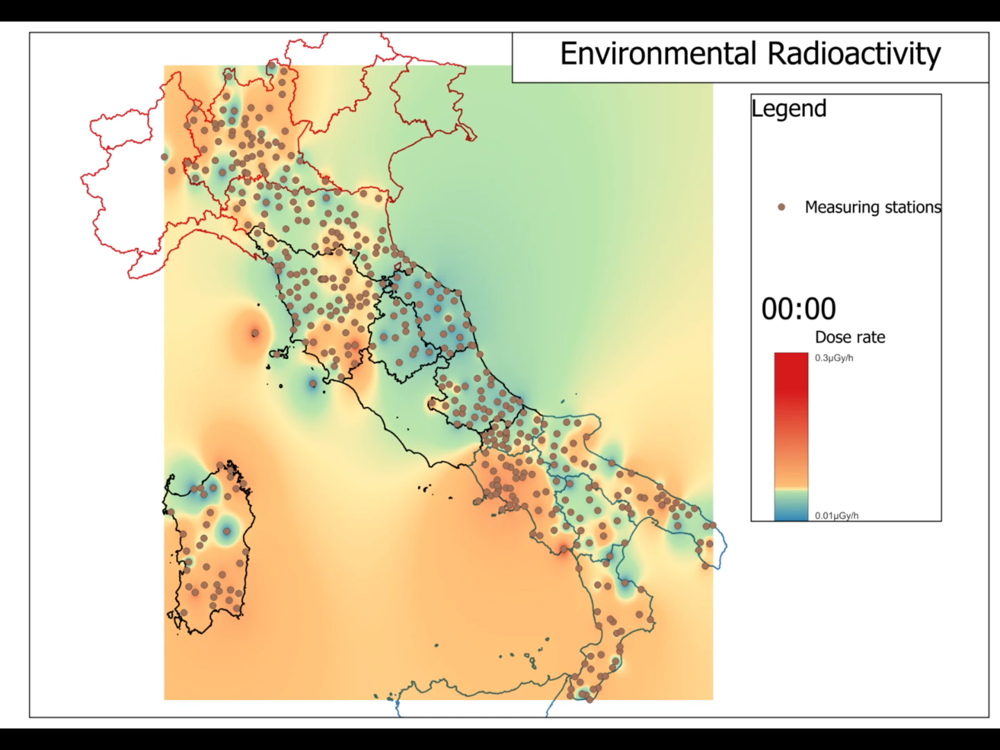 Environmental Radioactivity
Legend
Measuring stations
00:00
Dose rate
0.3µGy/h
0.01µGy/h